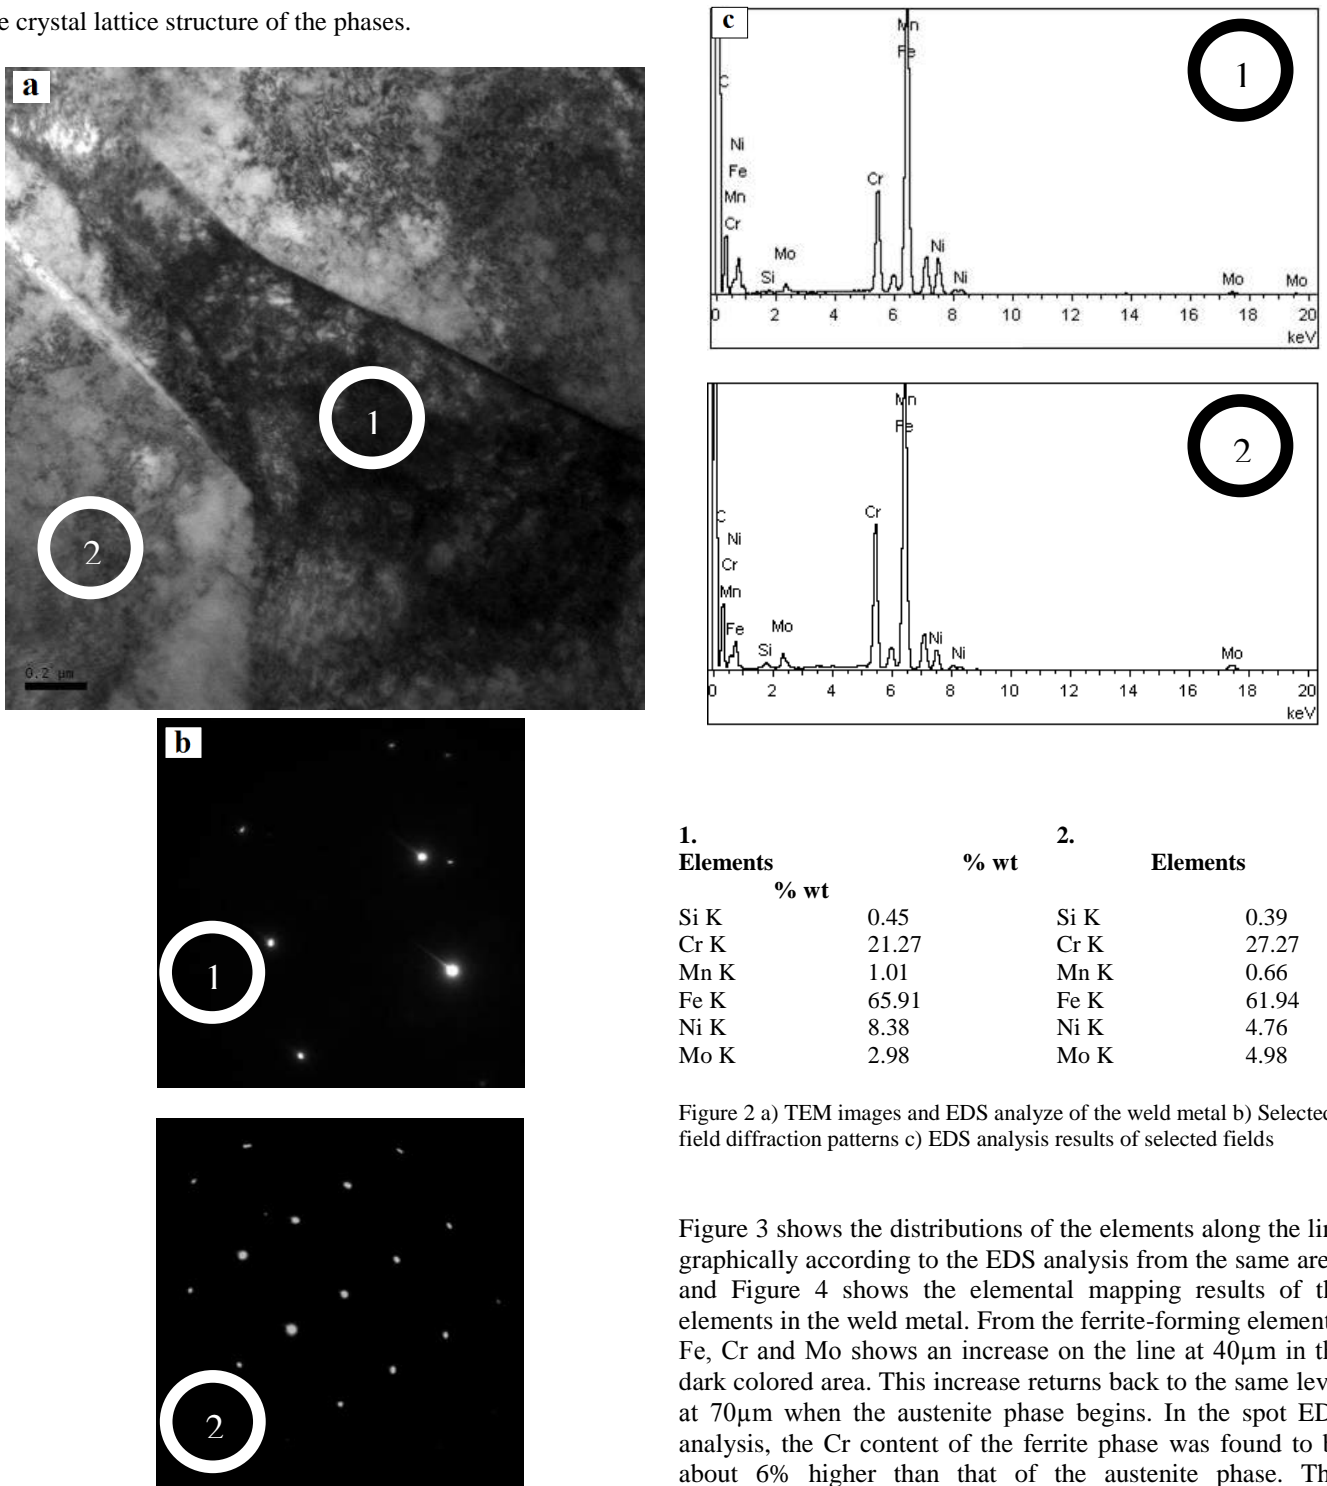 e crystal lattice structure of the phases.
a
1
2
0.2 µm
b
1
2
c
1
Mn
Fe
C
Ni
Fe
Mn
Cr
Si
Mo
Cr
Ni
Ni
Mo
Mo
0 2 4 6 8 10 12 14 16 18 20
keV
2
Mn
Fe
C
Ni
Cr
Mn
Fe
Si
Mo
Cr
Ni
Ni
Mo
0 2 4 6 8 10 12 14 16 18 20
keV
1. 2.
Elements % wt Elements
% wt
Si K 0.45 Si K 0.39
Cr K 21.27 Cr K 27.27
Mn K 1.01 Mn K 0.66
Fe K 65.91 Fe K 61.94
Ni K 8.38 Ni K 4.76
Mo K 2.98 Mo K 4.98
Figure 2 a) TEM images and EDS analyze of the weld metal b) Selected
field diffraction patterns c) EDS analysis results of selected fields
Figure 3 shows the distributions of the elements along the lin
graphically according to the EDS analysis from the same are
and Figure 4 shows the elemental mapping results of th
elements in the weld metal. From the ferrite-forming element
Fe, Cr and Mo shows an increase on the line at 40µm in th
dark colored area. This increase returns back to the same lev
at 70µm when the austenite phase begins. In the spot ED
analysis, the Cr content of the ferrite phase was found to b
about 6% higher than that of the austenite phase. Th